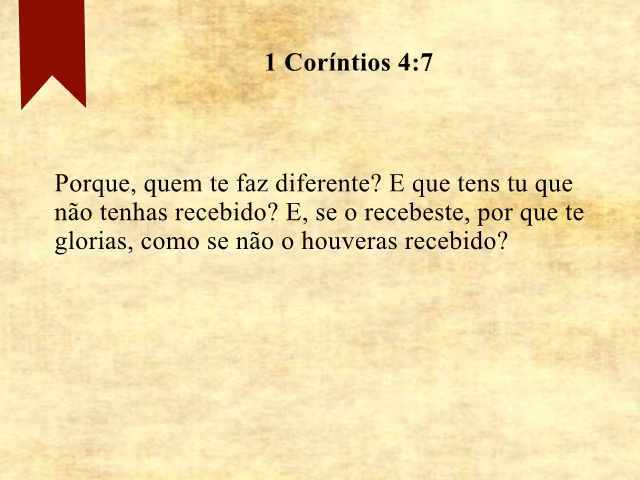 1 Coríntios 4:7
Porque, quem te faz diferente? E que tens tu que
não tenhas recebido? E, se o recebeste, por que te
glorias, como se não o houveras recebido?